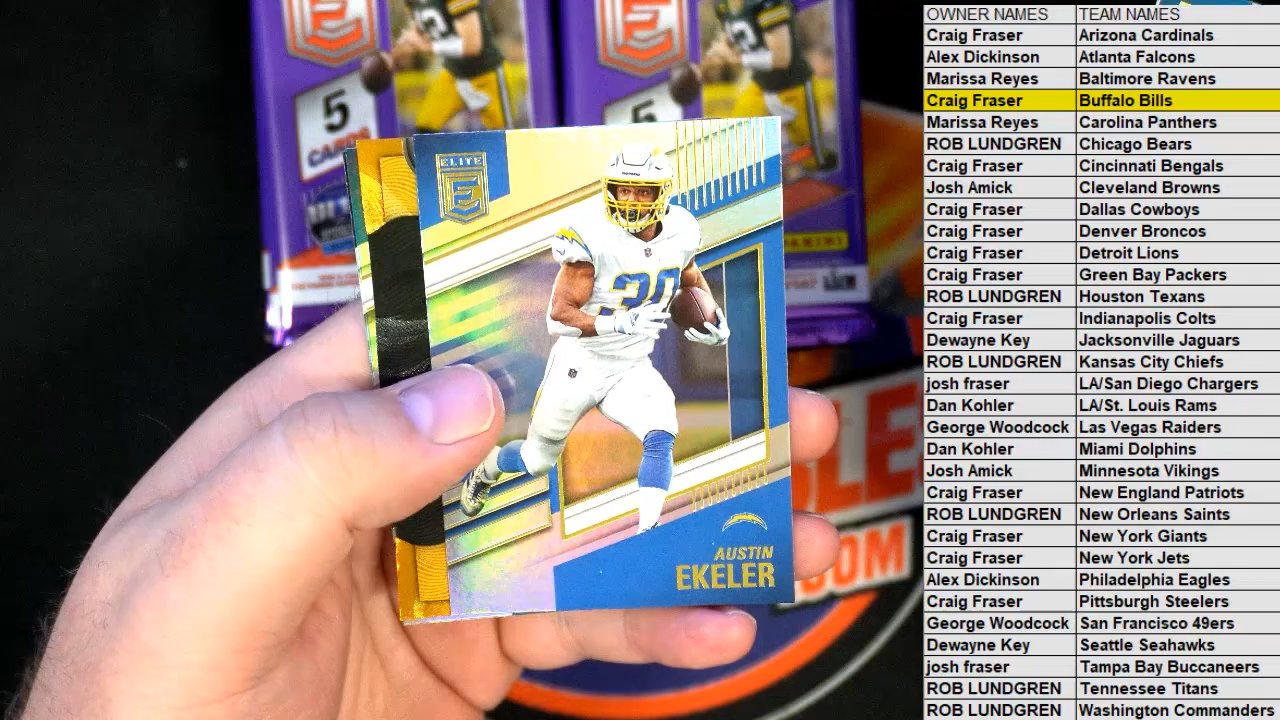 5
CARDS
5
PANINI
ELITE
E
30
AUSTIN
EKELER
.COM
OWNER NAMES TEAM NAMES
Craig Fraser Arizona Cardinals
Alex Dickinson Atlanta Falcons
Marissa Reyes Baltimore Ravens
Craig Fraser Buffalo Bills
Marissa Reyes Carolina Panthers
ROB LUNDGREN Chicago Bears
Craig Fraser Cincinnati Bengals
Josh Amick Cleveland Browns
Craig Fraser Dallas Cowboys
Craig Fraser Denver Broncos
Craig Fraser Detroit Lions
Craig Fraser Green Bay Packers
ROB LUNDGREN Houston Texans
Craig Fraser Indianapolis Colts
Dewayne Key Jacksonville Jaguars
ROB LUNDGREN Kansas City Chiefs
josh fraser LA/San Diego Chargers
Dan Kohler LA/St. Louis Rams
George Woodcock Las Vegas Raiders
Dan Kohler Miami Dolphins
Josh Amick Minnesota Vikings
Craig Fraser New England Patriots
ROB LUNDGREN New Orleans Saints
Craig Fraser New York Giants
Craig Fraser New York Jets
Alex Dickinson Philadelphia Eagles
Craig Fraser Pittsburgh Steelers
George Woodcock San Francisco 49ers
Dewayne Key Seattle Seahawks
josh fraser Tampa Bay Buccaneers
ROB LUNDGREN Tennessee Titans
ROB LUNDGREN Washington Commanders